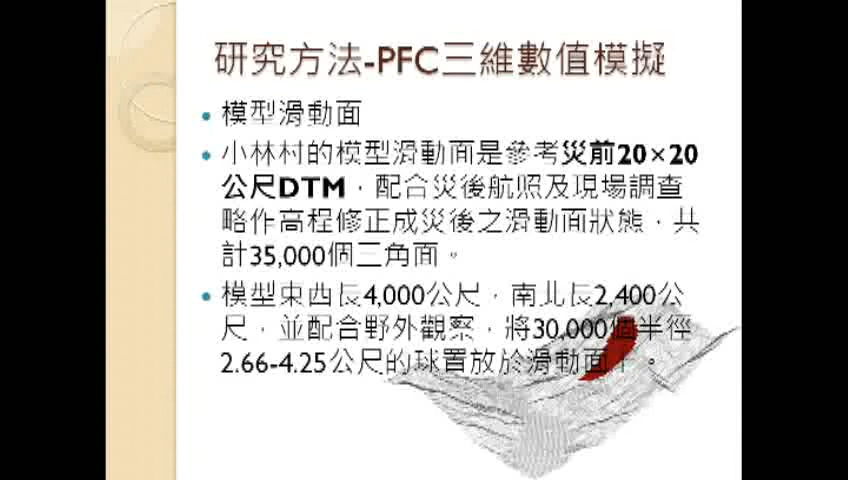 研究方法-PFC三維數值模擬
• 模型滑動面
• 小林村的模型滑動面是參考災前20×20
公尺DTM，配合災後航照及現場調查
略作高程修正成災後之滑動面狀態，共
計35,000個三角面。
• 模型東西長4,000公尺，南北長2,400公
尺，並配合野外觀察，將30,000個半徑
2.66-4.25公尺的球置放於滑動面上。